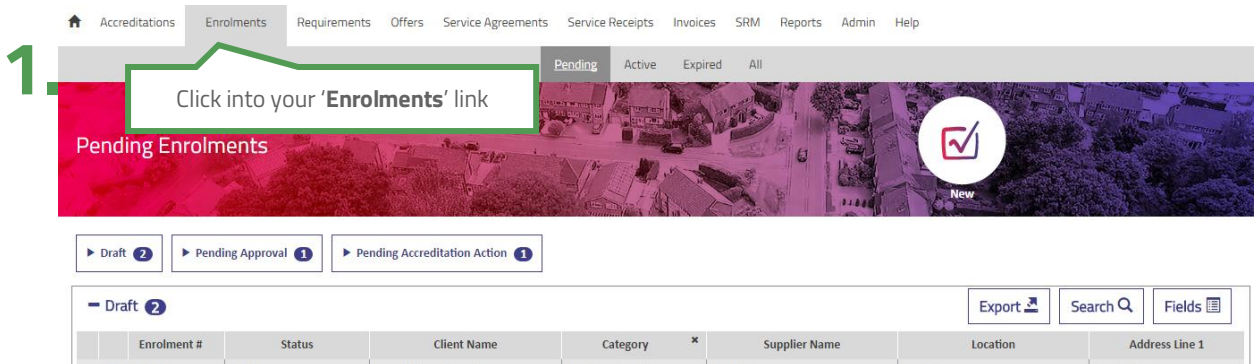 Accreditations Enrolments Requirements Offers Service Agreements Service Receipts Invoices SRM Reports Admin Help
1.
Pending Active Expired All
Click into your ‘Enrolments’ link
Pending Enrolments
New
Draft 2 Pending Approval 1 Pending Accreditation Action 1
Draft 2 Export Search Fields
Enrolment # Status Client Name Category × Supplier Name Location Address Line 1